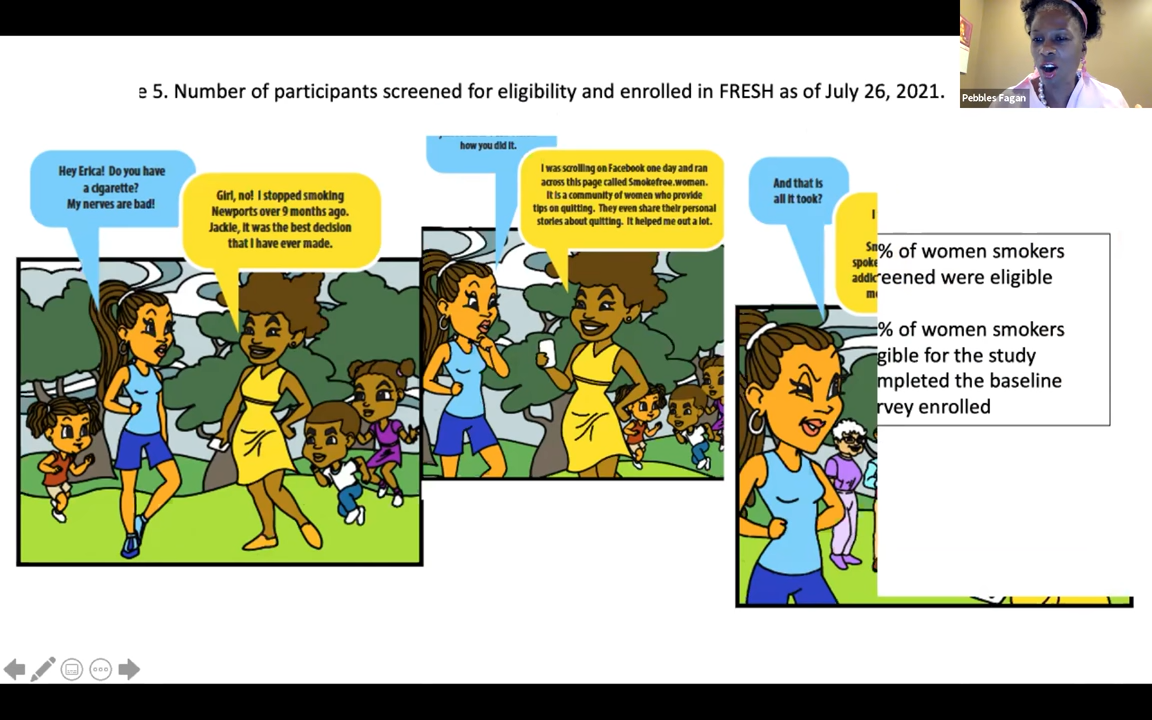 e 5. Number of participants screened for eligibility and enrolled in FRESH as of July 26, 2021.
Pebbles Fagan
Hey Erica! Do you have
a cigarette?
My nerves are bad!
Girl, no! I stopped smoking
Newports over 9 months ago.
Jackie, it was the best decision
that I have ever made.
how you did it.
I was scrolling on Facebook one day and ran
across this page called Smokefree.women.
It is a community of women who provide
tips on quitting. They even share their personal
stories about quitting. It helped me out a lot.
And that is
all it took?
I
Sn
spoke
addic
me
% of women smokers
eened were eligible
% of women smokers
gible for the study
mpleted the baseline
rvey enrolled